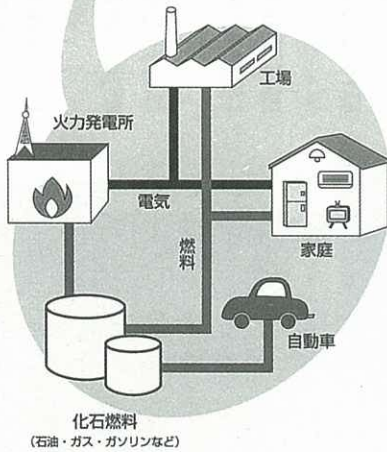 工場
火力発電所
電気
燃料
家庭
自動車
化石燃料
(石油・ガス・ガソリンなど)